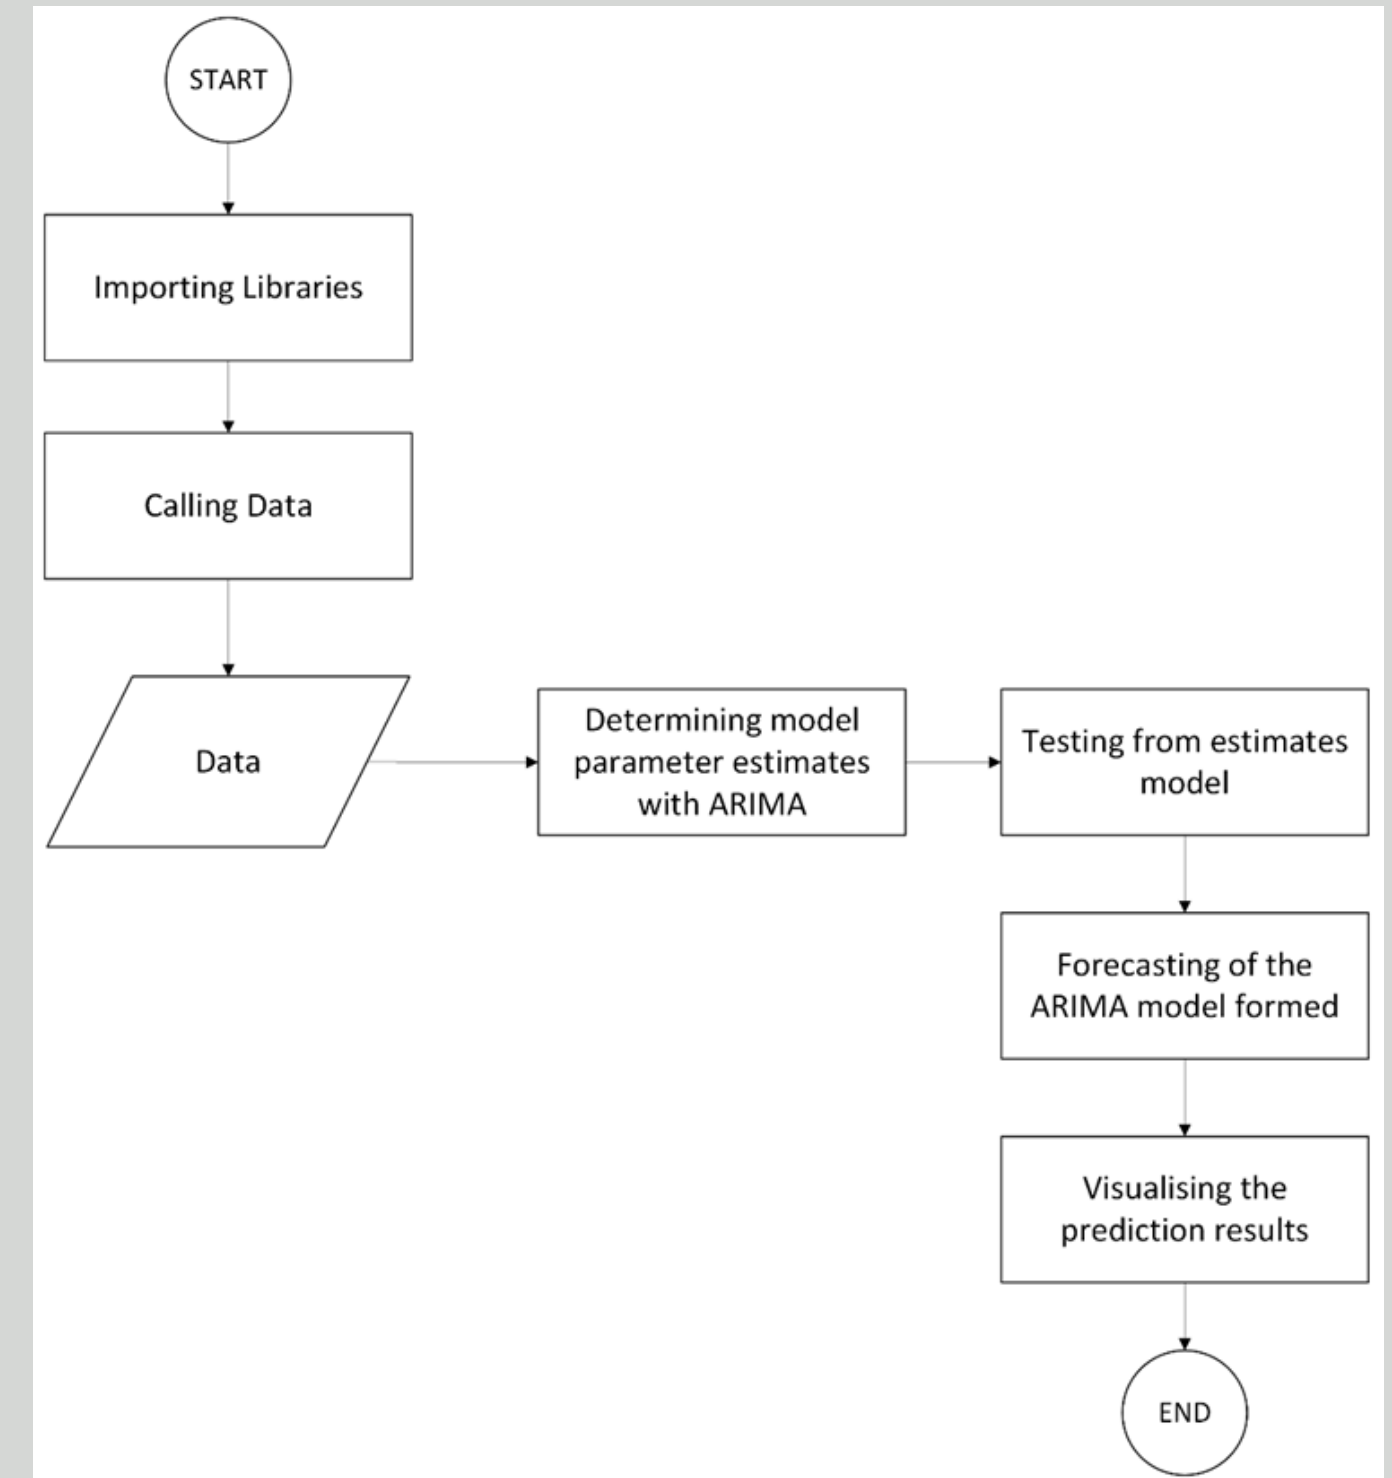 START
Importing Libraries
Calling Data
Data
Determining model
parameter estimates
with ARIMA
Testing from estimates
model
Forecasting of the
ARIMA model formed
Visualising the
prediction results
END